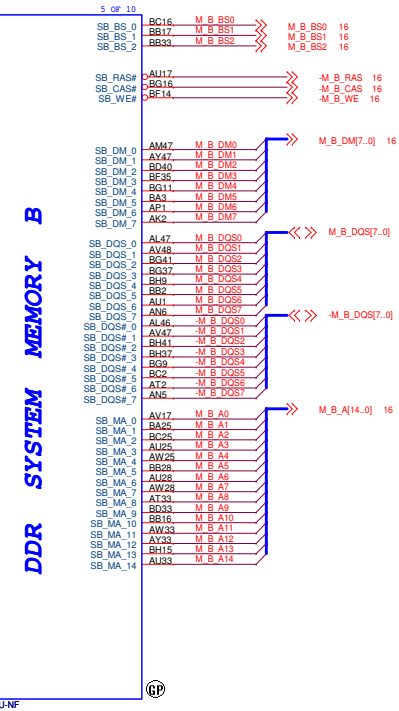 5 OF 10
SB_BS_0 BC16 M_B_BS0 M_B_BS0 16
SB_BS_1 BB17 M_B_BS1 M_B_BS1 16
SB_BS_2 BB33 M_B_BS2 M_B_BS2 16
SB_RAS# AU17 -M_B_RAS 16
SB_CAS# BG16 -M_B_CAS 16
SB_WE# BF14 -M_B_WE 16
SB_DM_0 AM47 M_B_DM0 M_B_DM[7..0] 16
SB_DM_1 AY47 M_B_DM1
SB_DM_2 BD40 M_B_DM2
SB_DM_3 BF35 M_B_DM3
SB_DM_4 BG11 M_B_DM4
SB_DM_5 BA3 M_B_DM5
SB_DM_6 AP1 M_B_DM6
SB_DM_7 AK2 M_B_DM7
SB_DQS_0 AL47 M_B_DQS0 M_B_DQS[7..0]
SB_DQS_1 AV48 M_B_DQS1
SB_DQS_2 BG41 M_B_DQS2
SB_DQS_3 BG37 M_B_DQS3
SB_DQS_4 BH9 M_B_DQS4
SB_DQS_5 BB2 M_B_DQS5
SB_DQS_6 AU1 M_B_DQS6
SB_DQS_7 AN6 M_B_DQS7
SB_DQS#_0 AL46 -M_B_DQS0 -M_B_DQS[7..0]
SB_DQS#_1 AV47 -M_B_DQS1
SB_DQS#_2 BH41 -M_B_DQS2
SB_DQS#_3 BH37 -M_B_DQS3
SB_DQS#_4 BG9 -M_B_DQS4
SB_DQS#_5 BC2 -M_B_DQS5
SB_DQS#_6 AT2 -M_B_DQS6
SB_DQS#_7 AN5 -M_B_DQS7
SB_MA_0 AV17 M_B_A0 M_B_A[14..0] 16
SB_MA_1 BA25 M_B_A1
SB_MA_2 BC25 M_B_A2
SB_MA_3 AU25 M_B_A3
SB_MA_4 AW25 M_B_A4
SB_MA_5 BB28 M_B_A5
SB_MA_6 AU28 M_B_A6
SB_MA_7 AW28 M_B_A7
SB_MA_8 AT33 M_B_A8
SB_MA_9 BD33 M_B_A9
SB_MA_10 BB16 M_B_A10
SB_MA_11 AW33 M_B_A11
SB_MA_12 AY33 M_B_A12
SB_MA_13 BH15 M_B_A13
SB_MA_14 AU33 M_B_A14
DDR SYSTEM MEMORY B
GP
U-NF